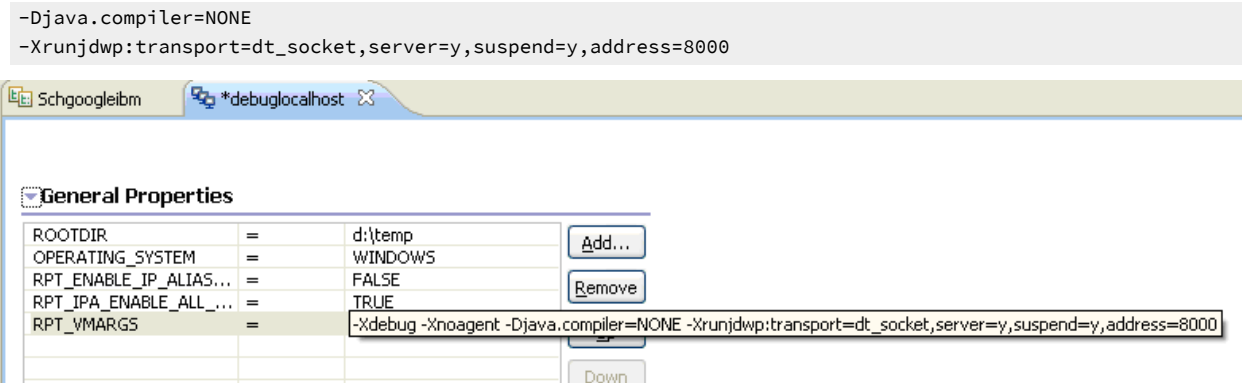 -Djava.compiler=NONE
-Xrunjdwp:transport=dt_socket,server=y,suspend=y,address=8000
Schgoogleibm *debuglocalhost
General Properties
ROOTDIR = d:\temp
Add...
OPERATING_SYSTEM = WINDOWS
RPT_ENABLE_IP_ALIAS... = FALSE
Remove
RPT_IPA_ENABLE_ALL_... = TRUE
RPT_VMARGS = -Xdebug -Xnoagent -Djava.compiler=NONE -Xrunjdwp:transport=dt_socket,server=y,suspend=y,address=8000
Down